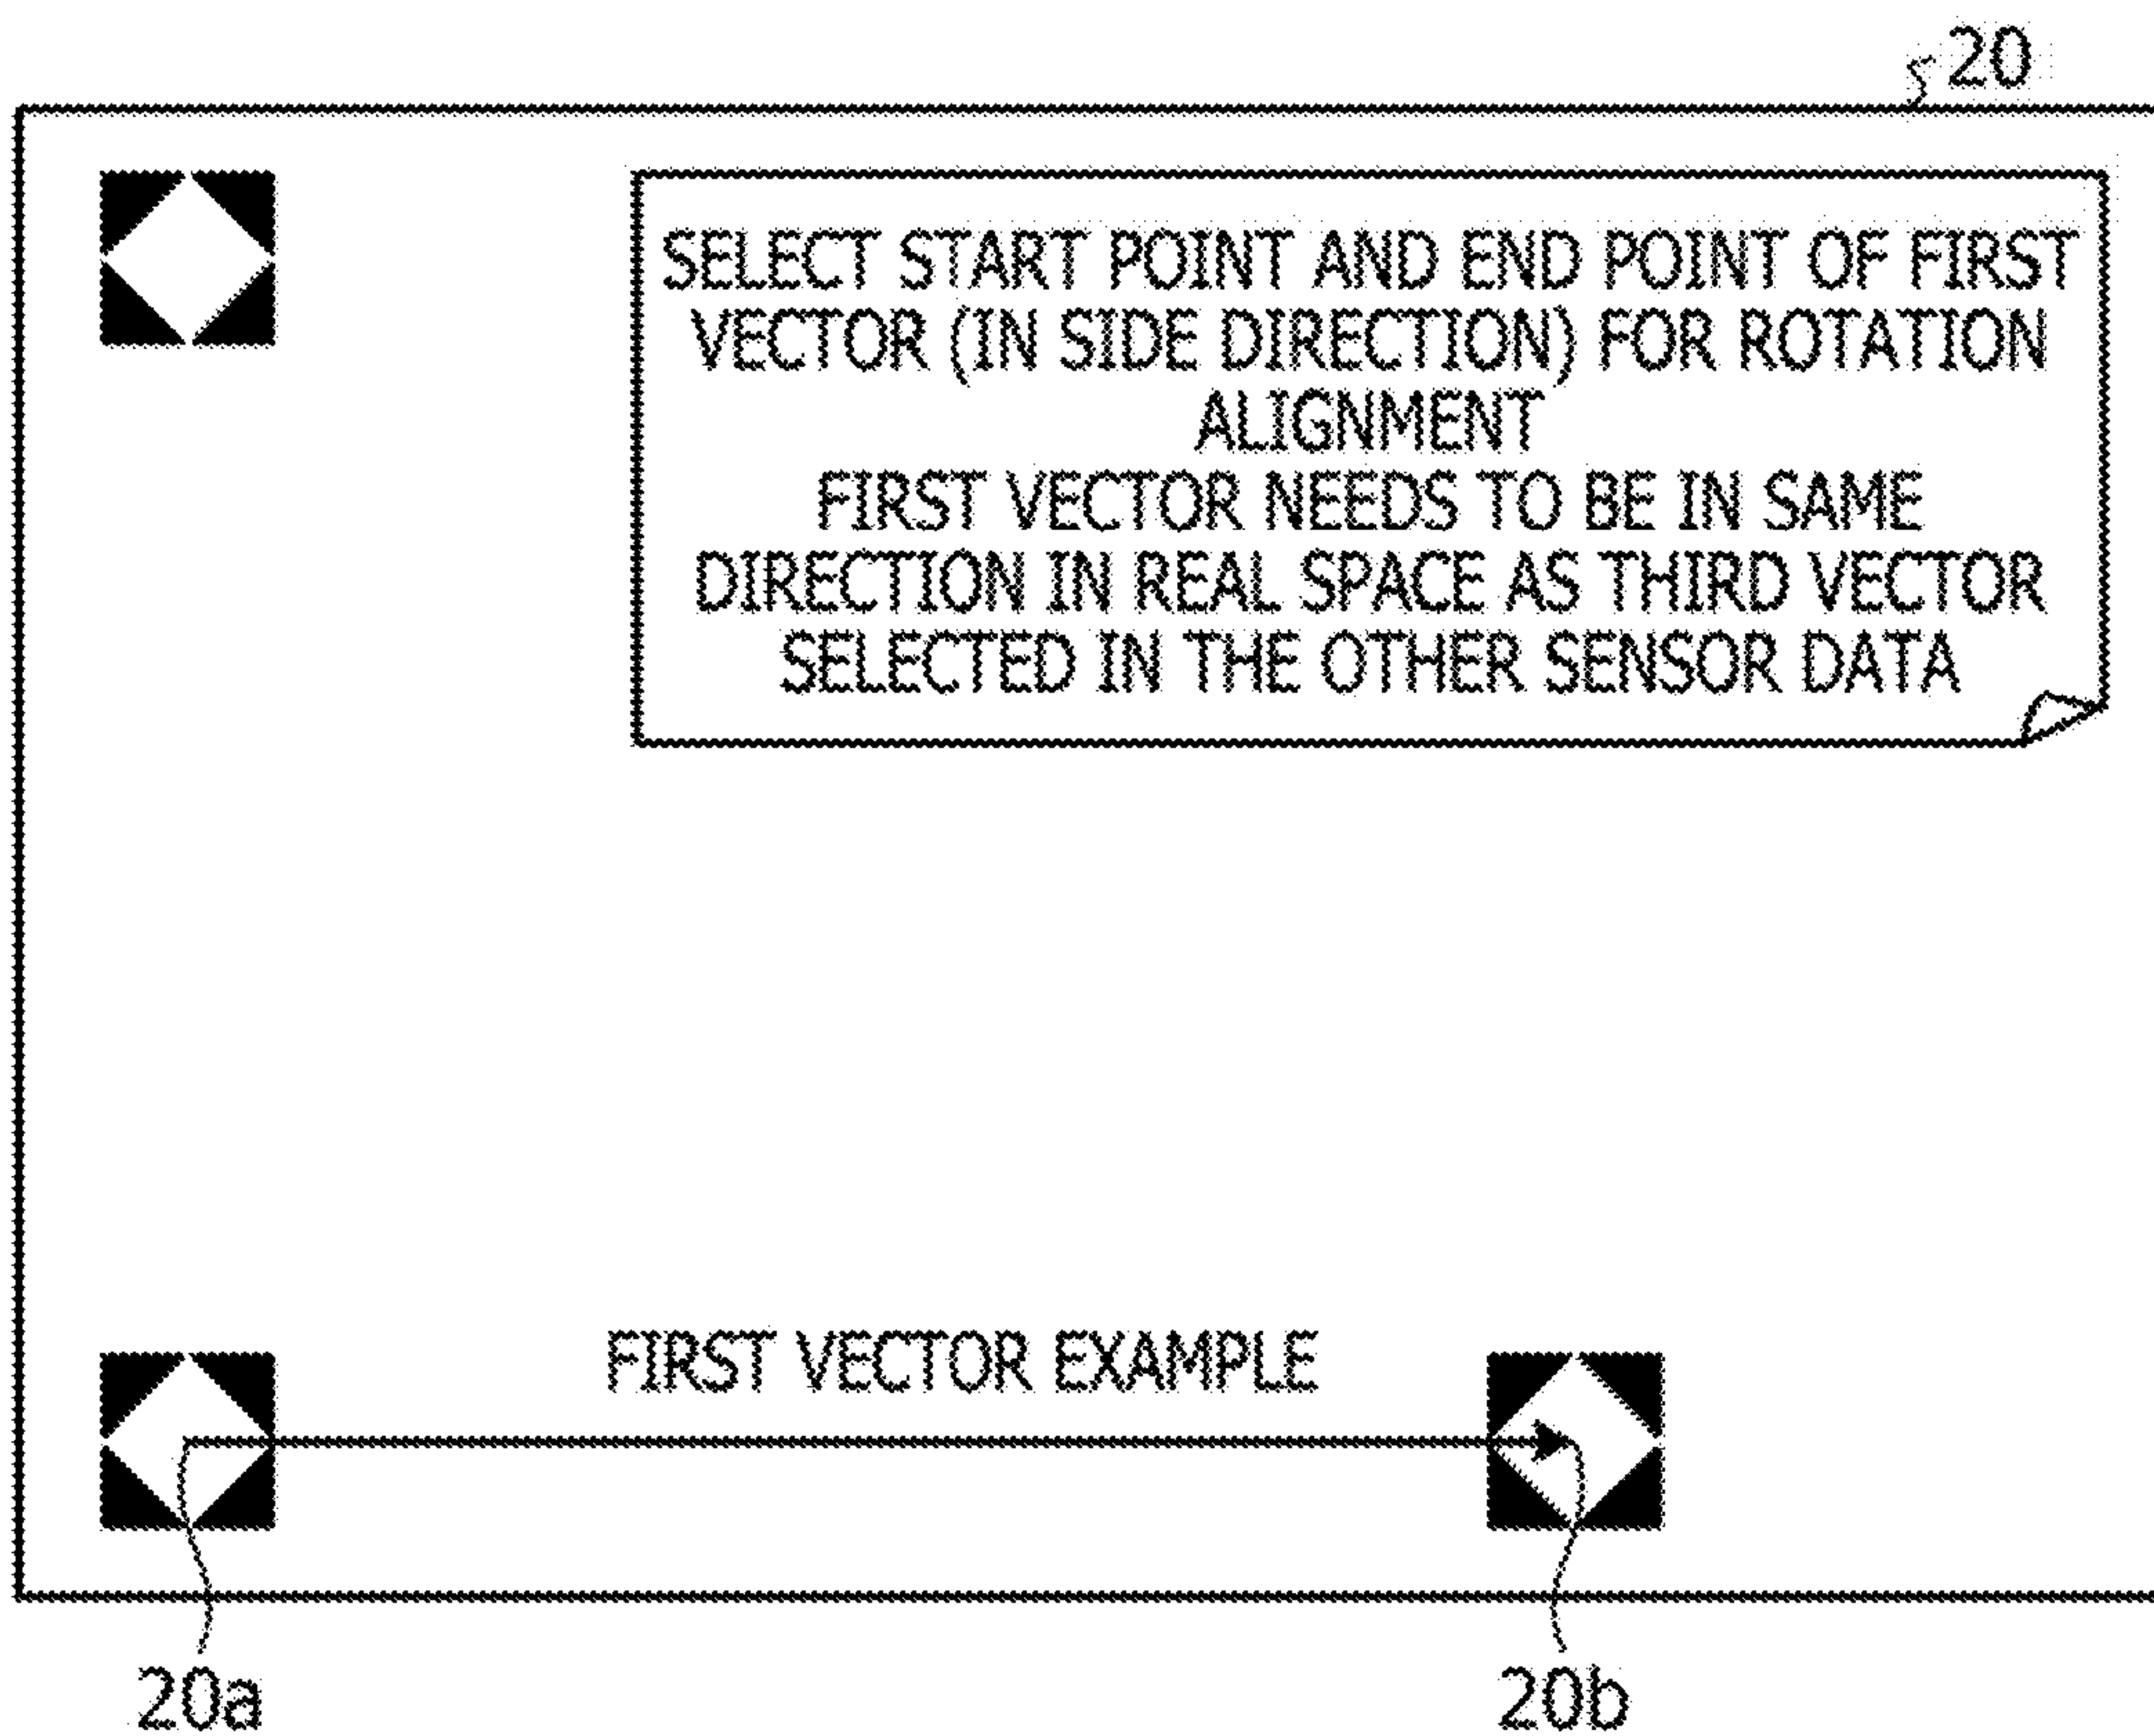 20
SELECT START POINT AND END POINT OF FIRST
VECTOR (IN SIDE DIRECTION) FOR ROTATION
ALIGNMENT
FIRST VECTOR NEEDS TO BE IN SAME
DIRECTION IN REAL SPACE AS THIRD VECTOR
SELECTED IN THE OTHER SENSOR DATA
FIRST VECTOR EXAMPLE
20a
20b